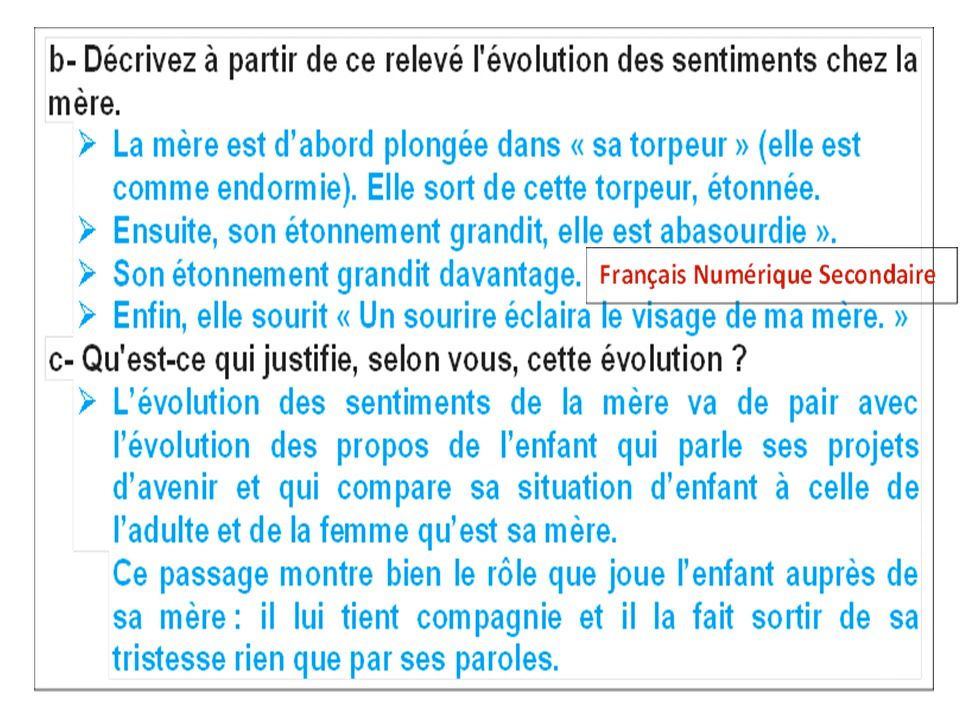 b- Décrivez à partir de ce relevé l'évolution des sentiments chez la
mère.
➢ La mère est d'abord plongée dans « sa torpeur » (elle est
comme endormie). Elle sort de cette torpeur, étonnée.
➢ Ensuite, son étonnement grandit, elle est abasourdie ».
➢ Son étonnement grandit davantage.
Français Numérique Secondaire
➢ Enfin, elle sourit « Un sourire éclaira le visage de ma mère. »
c- Qu'est-ce qui justifie, selon vous, cette évolution ?
➢ L'évolution des sentiments de la mère va de pair avec
l'évolution des propos de l'enfant qui parle ses projets
d'avenir et qui compare sa situation d'enfant à celle de
l'adulte et de la femme qu'est sa mère.
Ce passage montre bien le rôle que joue l'enfant auprès de
sa mère : il lui tient compagnie et il la fait sortir de sa
tristesse rien que par ses paroles.